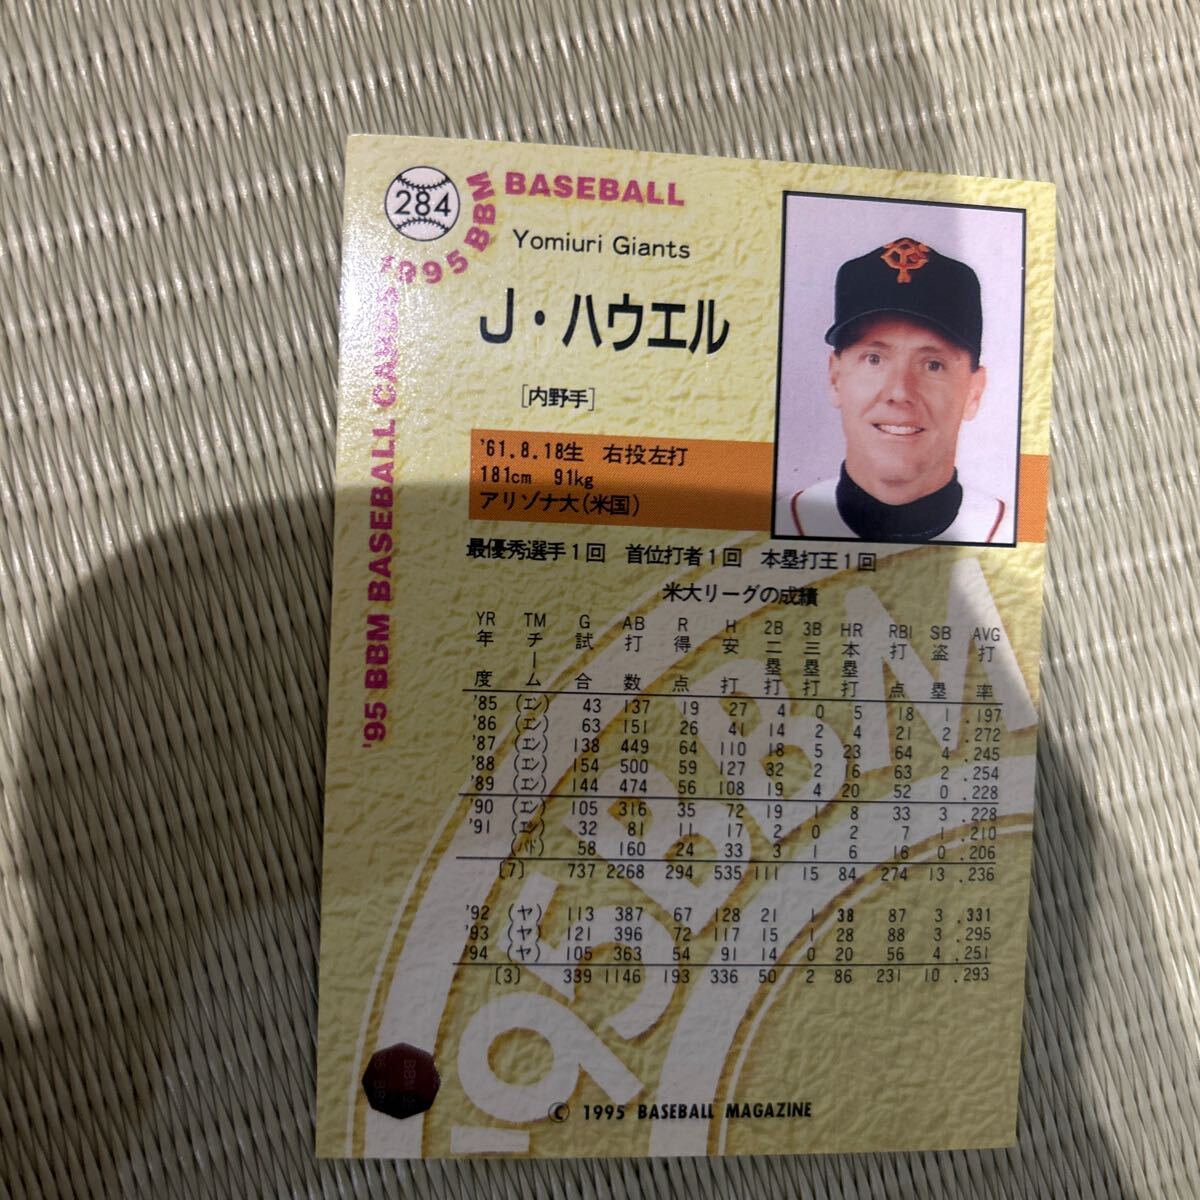 284
'95 BBM BASEBALL CARDS 1995 BBM BASEBALL
Yomiuri Giants
J・ハウエル
[内野手]
'61.8.18生 右投左打
181cm 91kg
アリゾナ大(米国)
最優秀選手1回 首位打者1回 本塁打王1回
米大リーグの成績
YR TM G AB R H 2B 3B HR RBI SB AVG
年度 チーム 試合 打数 得点 安打 二塁打 三塁打 本塁打 打点 盗塁 打率
'85 (エン) 43 137 19 27 4 0 5 18 1 .197
'86 (エン) 63 151 26 41 14 2 4 21 2 .272
'87 (エン) 138 449 64 110 18 5 23 64 4 .245
'88 (エン) 154 500 59 127 32 2 16 63 2 .254
'89 (エン) 144 474 56 108 19 4 20 52 0 .228
'90 (エン) 105 316 35 72 19 1 8 33 3 .228
'91 (エン) 32 81 11 17 2 0 2 7 1 .210
(パド) 58 160 24 33 3 1 6 16 0 .206
〔7〕 737 2268 294 535 111 15 84 274 13 .236
'92 (ヤ) 113 387 67 128 21 1 38 87 3 .331
'93 (ヤ) 121 396 72 117 15 1 28 88 3 .295
'94 (ヤ) 105 363 54 91 14 0 20 56 4 .251
〔3〕 339 1146 193 336 50 2 86 231 10 .293
'95 BBM
© 1995 BASEBALL MAGAZINE